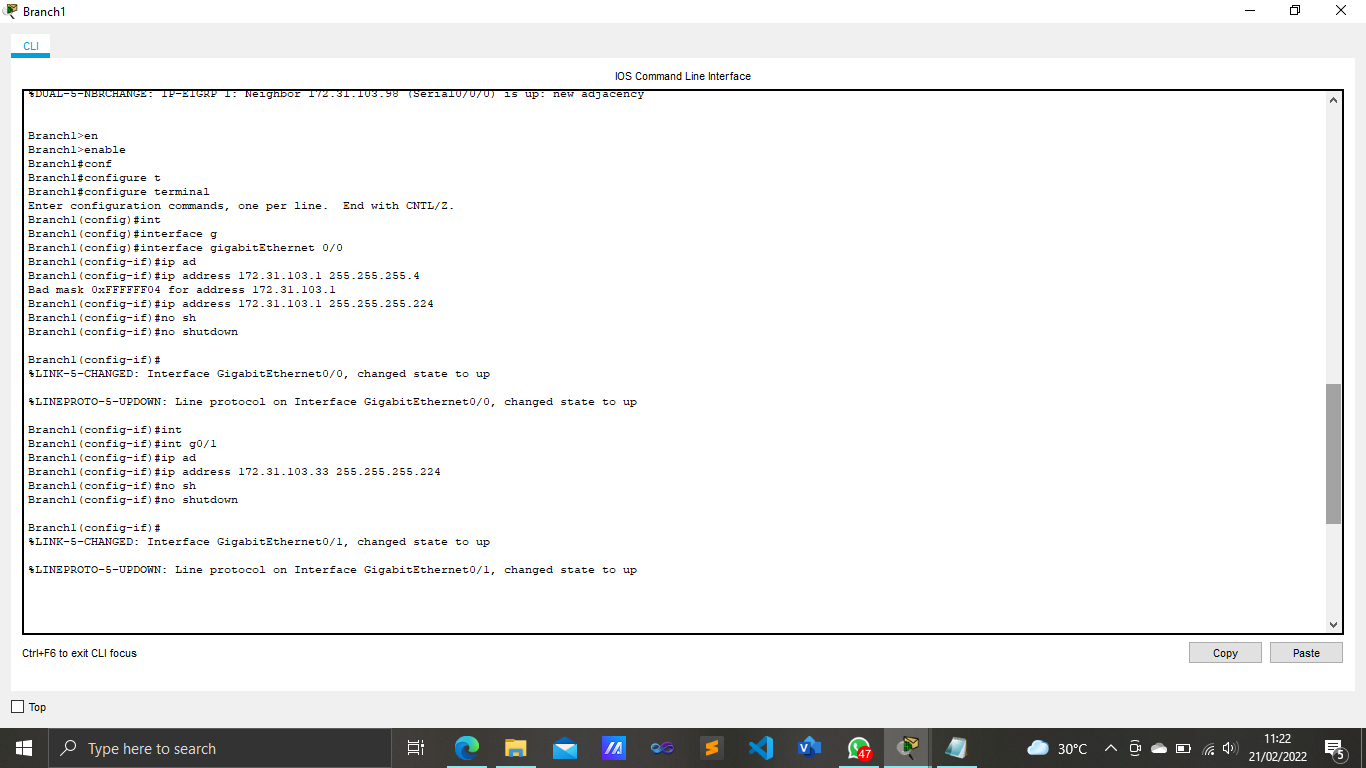 Branch1
CLI
IOS Command Line Interface
%DUAL-5-NBRCHANGE: IP-EIGRP 1: Neighbor 172.31.103.98 (Serial0/0/0) is up: new adjacency
Branch1>en
Branch1>enable
Branch1#conf
Branch1#configure t
Branch1#configure terminal
Enter configuration commands, one per line.  End with CNTL/Z.
Branch1(config)#int
Branch1(config)#interface g
Branch1(config)#interface gigabitEthernet 0/0
Branch1(config-if)#ip ad
Branch1(config-if)#ip address 172.31.103.1 255.255.255.4
Bad mask 0xFFFFFF04 for address 172.31.103.1
Branch1(config-if)#ip address 172.31.103.1 255.255.255.224
Branch1(config-if)#no sh
Branch1(config-if)#no shutdown
Branch1(config-if)#
%LINK-5-CHANGED: Interface GigabitEthernet0/0, changed state to up
%LINEPROTO-5-UPDOWN: Line protocol on Interface GigabitEthernet0/0, changed state to up
Branch1(config-if)#int
Branch1(config-if)#int g0/1
Branch1(config-if)#ip ad
Branch1(config-if)#ip address 172.31.103.33 255.255.255.224
Branch1(config-if)#no sh
Branch1(config-if)#no shutdown
Branch1(config-if)#
%LINK-5-CHANGED: Interface GigabitEthernet0/1, changed state to up
%LINEPROTO-5-UPDOWN: Line protocol on Interface GigabitEthernet0/1, changed state to up
Ctrl+F6 to exit CLI focus
Copy
Paste
Top
Type here to search
47
30°C
11:22
21/02/2022
5